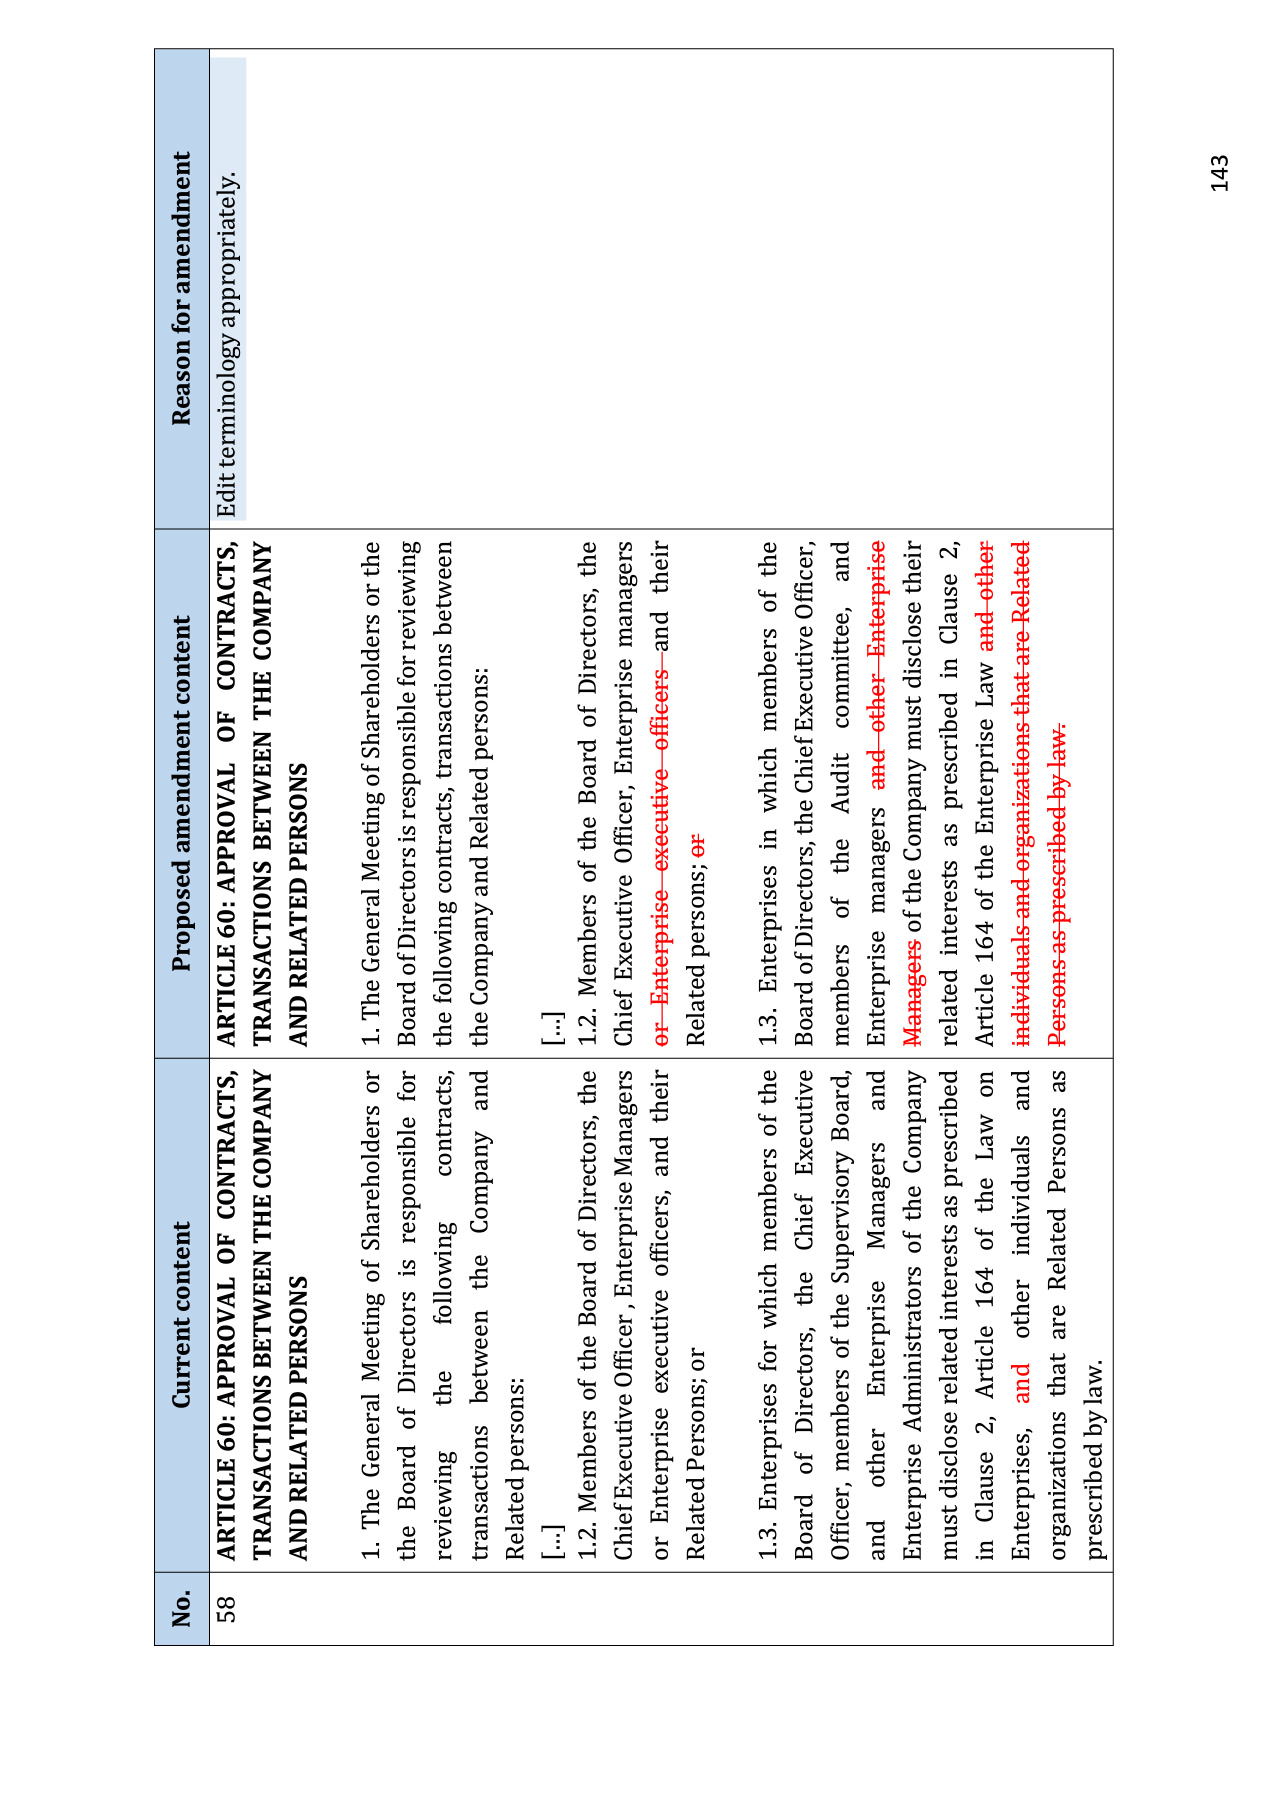 No.
Current content
Proposed amendment content
Reason for amendment
58
ARTICLE 60: APPROVAL OF CONTRACTS,
TRANSACTIONS BETWEEN THE COMPANY
AND RELATED PERSONS
1. The General Meeting of Shareholders or
the Board of Directors is responsible for
reviewing the following contracts,
transactions between the Company and
Related persons:
[...]
1.2. Members of the Board of Directors, the
Chief Executive Officer , Enterprise Managers
or Enterprise executive officers, and their
Related Persons; or
1.3. Enterprises for which members of the
Board of Directors, the Chief Executive
Officer, members of the Supervisory Board,
and other Enterprise Managers and
Enterprise Administrators of the Company
must disclose related interests as prescribed
in Clause 2, Article 164 of the Law on
Enterprises, and other individuals and
organizations that are Related Persons as
prescribed by law.
ARTICLE 60: APPROVAL OF CONTRACTS,
TRANSACTIONS BETWEEN THE COMPANY
AND RELATED PERSONS
1. The General Meeting of Shareholders or the
Board of Directors is responsible for reviewing
the following contracts, transactions between
the Company and Related persons:
[...]
1.2. Members of the Board of Directors, the
Chief Executive Officer, Enterprise managers
or Enterprise executive officers and their
Related persons; or
1.3. Enterprises in which members of the
Board of Directors, the Chief Executive Officer,
members of the Audit committee, and
Enterprise managers and other Enterprise
Managers of the Company must disclose their
related interests as prescribed in Clause 2,
Article 164 of the Enterprise Law and other
individuals and organizations that are Related
Persons as prescribed by law.
Edit terminology appropriately.
143